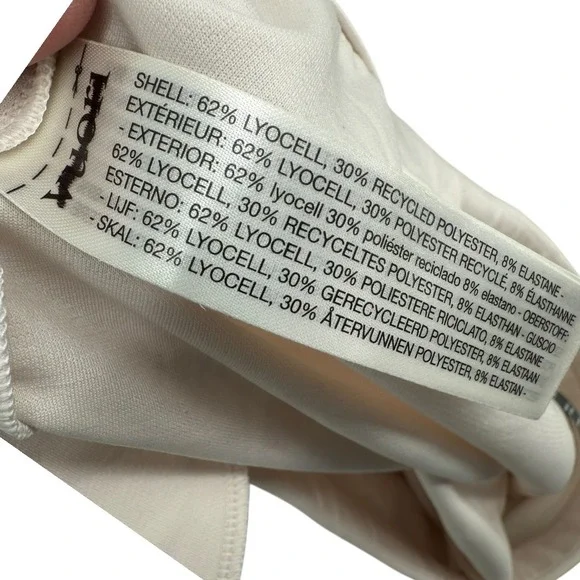 SHELL: 62% LYOCELL, 30% RECYCLED POLYESTER, 8% ELASTANE -
EXTÉRIEUR: 62% LYOCELL, 30% POLYESTER RECYCLÉ, 8% ÉLASTHANNE
- EXTERIOR: 62% lyocell 30% poliéster reciclado 8% elastano - OBERSTOFF:
62% LYOCELL, 30% RECYCELTES POLYESTER, 8% ELASTHAN - GUSCIO
ESTERNO: 62% LYOCELL, 30% POLIESTERE RICICLATO, 8% ELASTANE
- LIJF: 62% LYOCELL, 30% GERECYCLEERD POLYESTER, 8% ELASTAAN
- SKAL: 62% LYOCELL, 30% ÅTERVUNNEN POLYESTER, 8% ELASTAN -